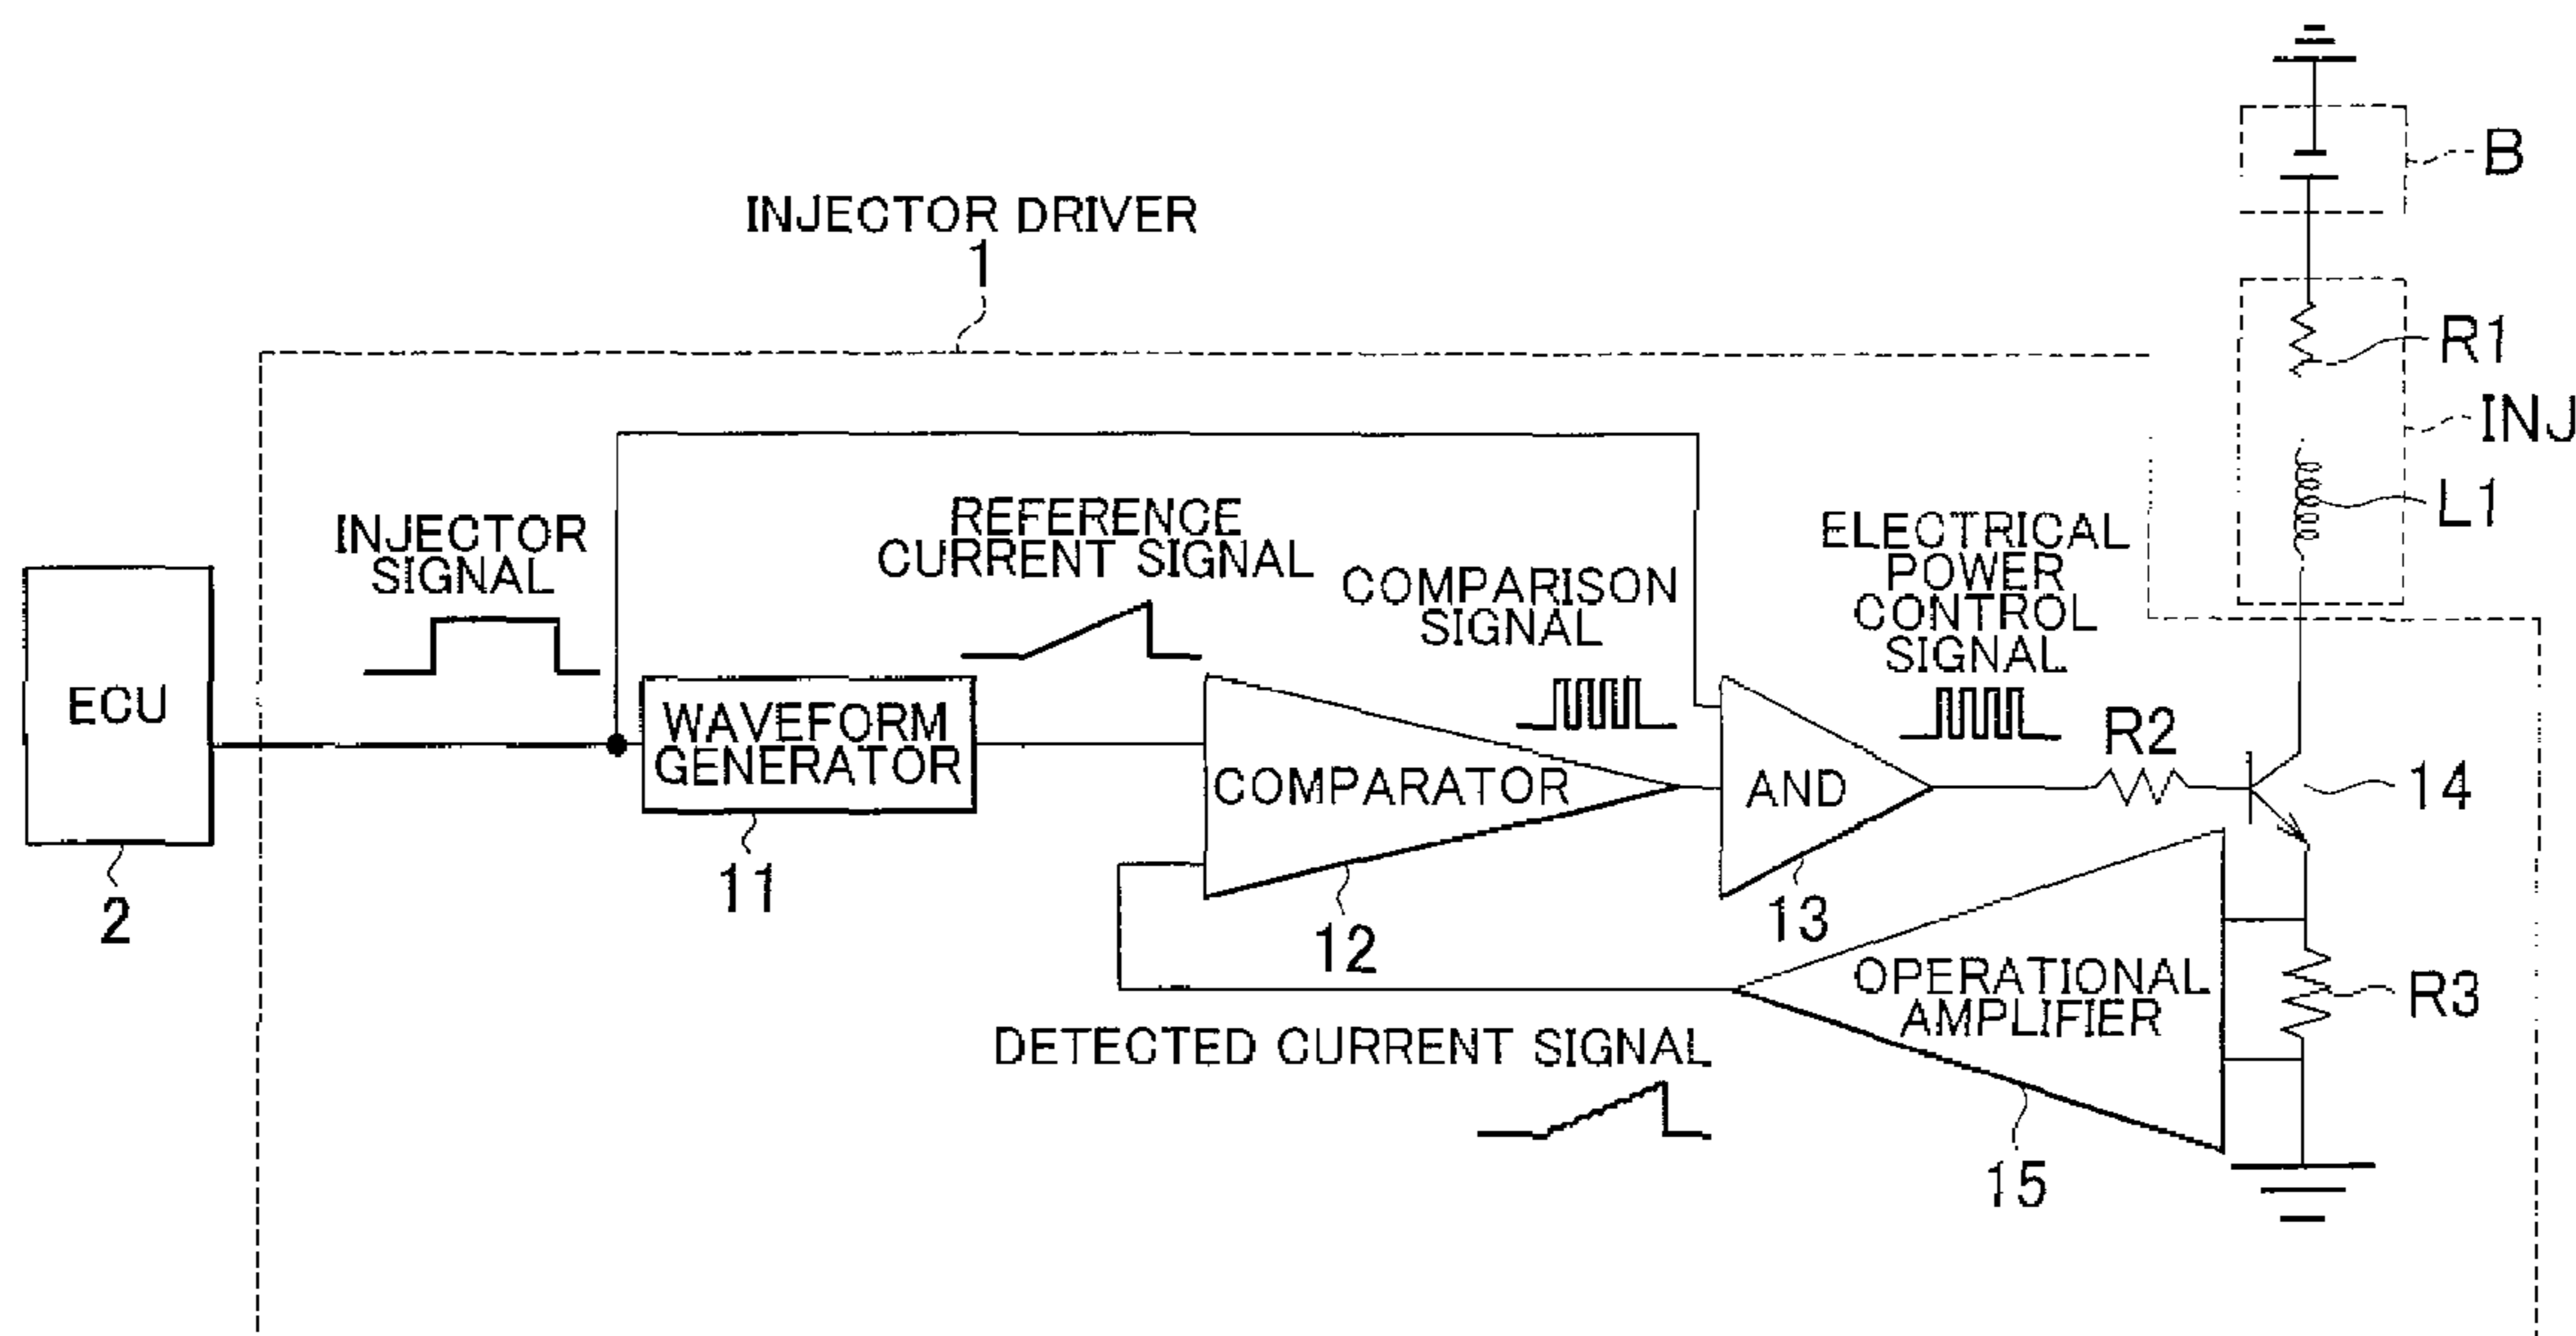 B
INJECTOR DRIVER
1
R1
INJ
L1
INJECTOR
SIGNAL
REFERENCE
CURRENT SIGNAL
COMPARISON
SIGNAL
ELECTRICAL
POWER
CONTROL
SIGNAL
ECU
2
WAVEFORM
GENERATOR
11
COMPARATOR
12
AND
13
R2
14
OPERATIONAL
AMPLIFIER
15
R3
DETECTED CURRENT SIGNAL